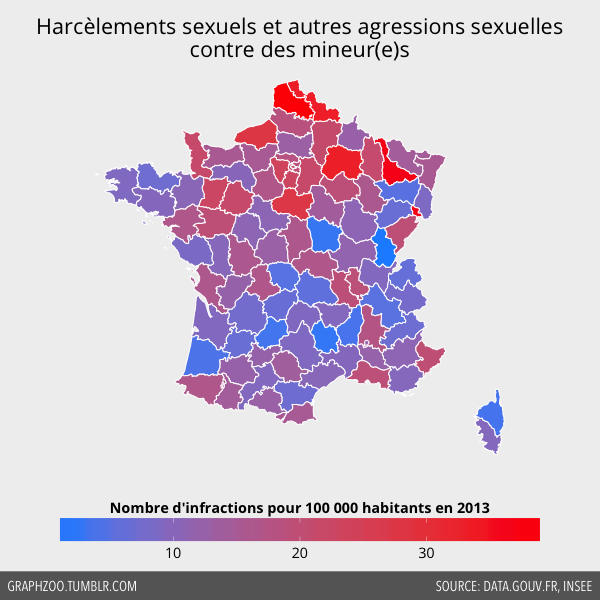 Harcèlements sexuels et autres agressions sexuelles
contre des mineur(e)s
Nombre d'infractions pour 100 000 habitants en 2013
10 20 30
GRAPHZOO.TUMBLR.COM SOURCE: DATA.GOUV.FR, INSEE